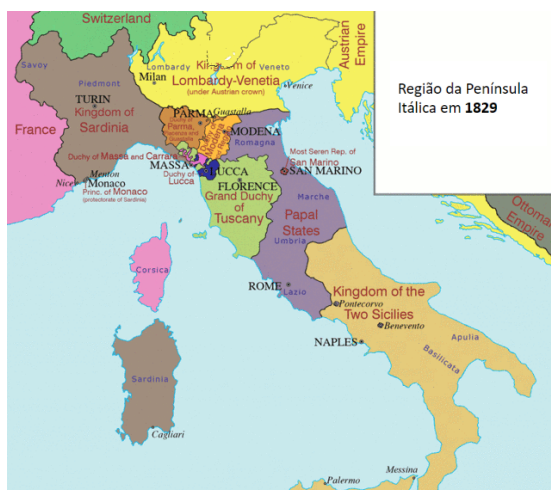 Switzerland
Savoy
Lombardy
Kingdom of
Veneto
Milan
Lombardy-Venetia
(under Austrian crown)
Venice
Austrian
Empire
Região da Península
Itálica em 1829
Piedmont
TURIN
Kingdom of
Sardinia
France
PARMA
Guastalla
Duchy of
Parma,
MODENA
Romagna
Duchy of Massa and Carrara
MASSA
Duchy of
Lucca
LUCCA
FLORENCE
Grand Duchy
of
Tuscany
Most Seren Rep. of
San Marino
SAN MARINO
Nice
Menton
Monaco
Princ. of Monaco
(protectorate of Sardinia)
Marche
Papal
States
Umbria
Ottoman
Empire
Corsica
ROME
Lazio
Kingdom of the
Two Sicilies
Pontecorvo
Benevento
NAPLES
Apulia
Basilicata
Sardinia
Cagliari
Palermo
Messina